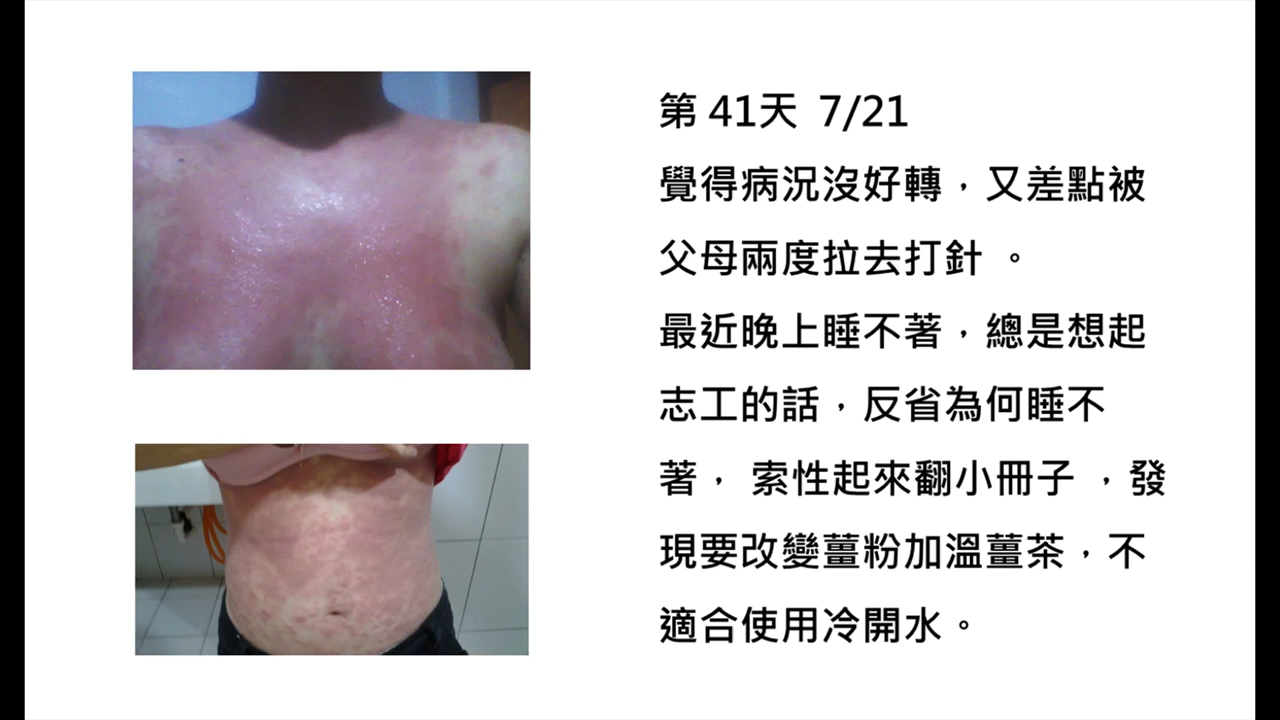 第 41天 7/21
覺得病況沒好轉，又差點被
父母兩度拉去打針 。
最近晚上睡不著，總是想起
志工的話，反省為何睡不
著， 索性起來翻小冊子 ，發
現要改變薑粉加溫薑茶，不
適合使用冷開水。